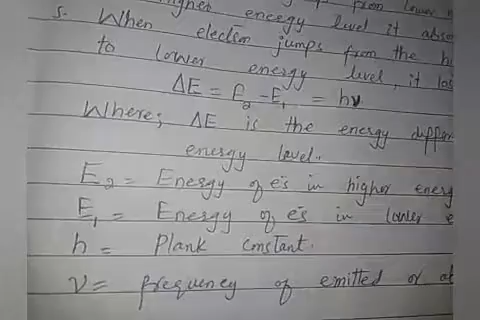 higher energy level it abso
5. When electron jumps from the hi
to lower energy level, it los
ΔE = E₂ - E₁ = hν
Where; ΔE is the energy differ
energy level.
E₂ = Energy of e's in higher energ
E₁ = Energy of e's in lower e
h = Plank constant.
ν = frequency of emitted or ab